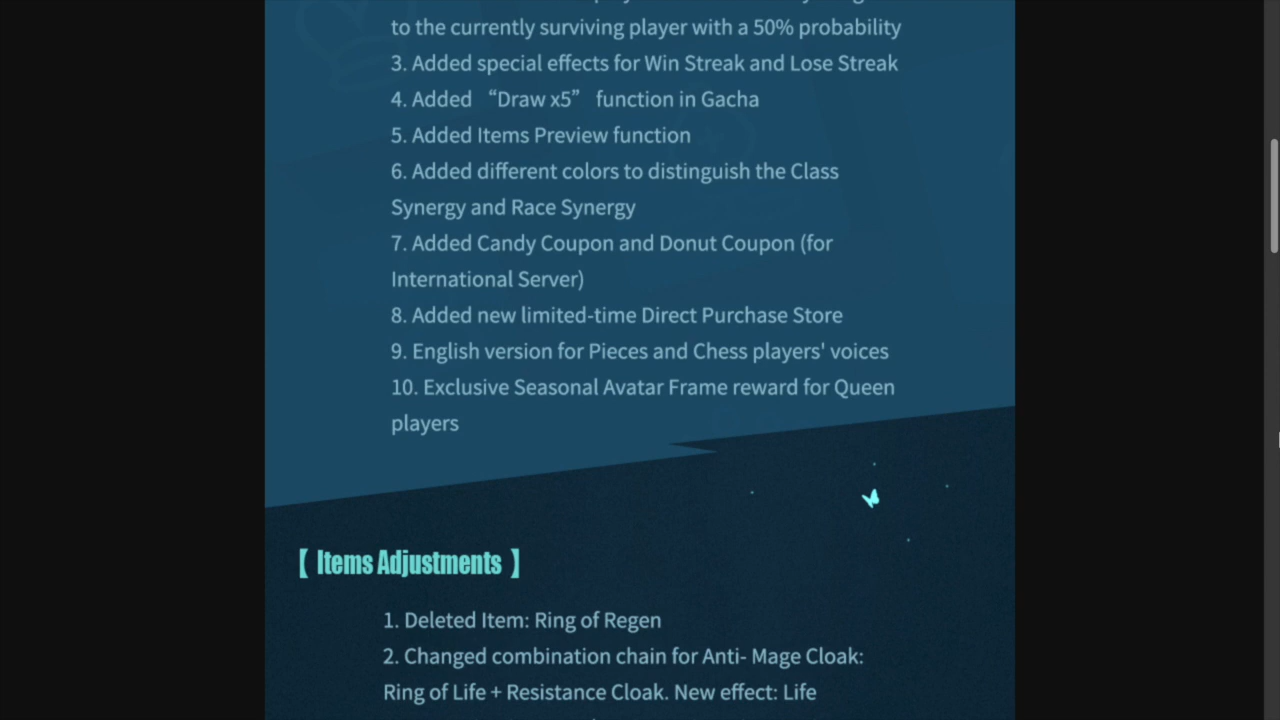 to the currently surviving player with a 50% probability
3. Added special effects for Win Streak and Lose Streak
4. Added “Draw x5” function in Gacha
5. Added Items Preview function
6. Added different colors to distinguish the Class
Synergy and Race Synergy
7. Added Candy Coupon and Donut Coupon (for
International Server)
8. Added new limited-time Direct Purchase Store
9. English version for Pieces and Chess players' voices
10. Exclusive Seasonal Avatar Frame reward for Queen
players
【 Items Adjustments 】
1. Deleted Item: Ring of Regen
2. Changed combination chain for Anti- Mage Cloak:
Ring of Life + Resistance Cloak. New effect: Life